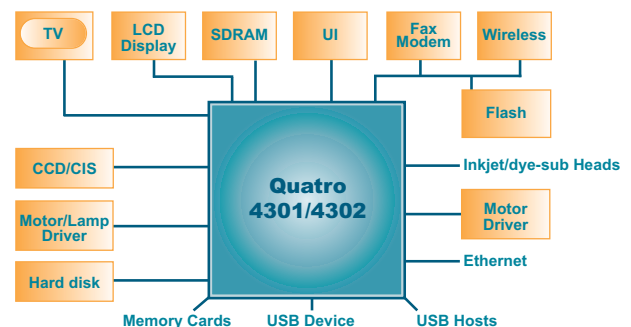 TV
LCD
Display
SDRAM
UI
Fax
Modem
Wireless
Flash
CCD/CIS
Quatro
4301/4302
Inkjet/dye-sub Heads
Motor/Lamp
Driver
Motor
Driver
Hard disk
Ethernet
Memory Cards
USB Device
USB Hosts